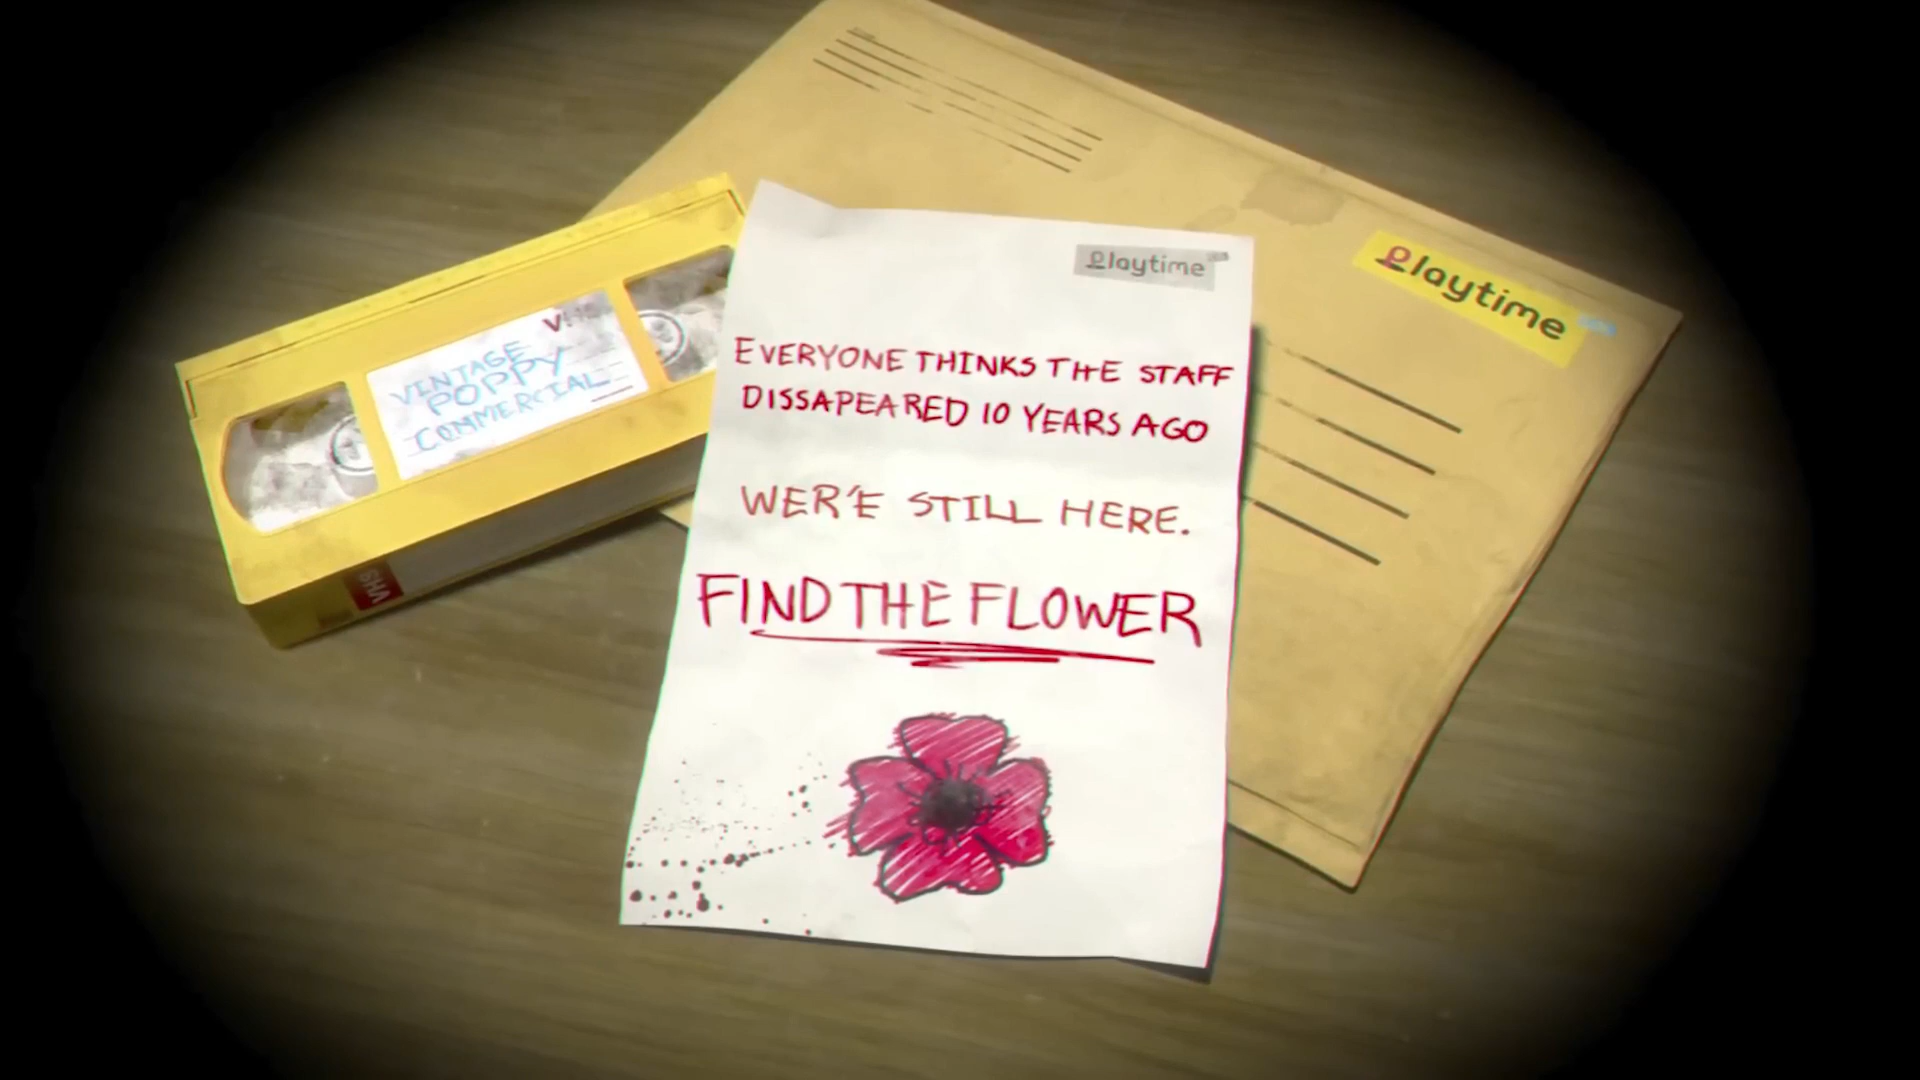 Playtime
Playtime
VINTAGE
POPPY
COMMERCIAL
VHS
EVERYONE THINKS THE STAFF
DISSAPEARED 10 YEARS AGO
WER'E STILL HERE.
FIND THE FLOWER